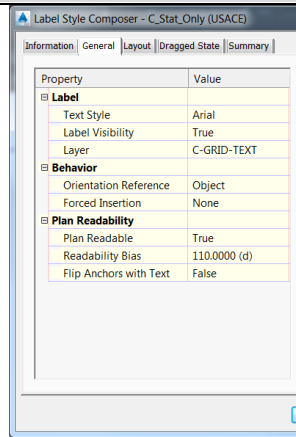 Label Style Composer - C_Stat_Only (USACE)
Information General Layout Dragged State Summary
Property Value
Label
Text Style Arial
Label Visibility True
Layer C-GRID-TEXT
Behavior
Orientation Reference Object
Forced Insertion None
Plan Readability
Plan Readable True
Readability Bias 110.0000 (d)
Flip Anchors with Text False